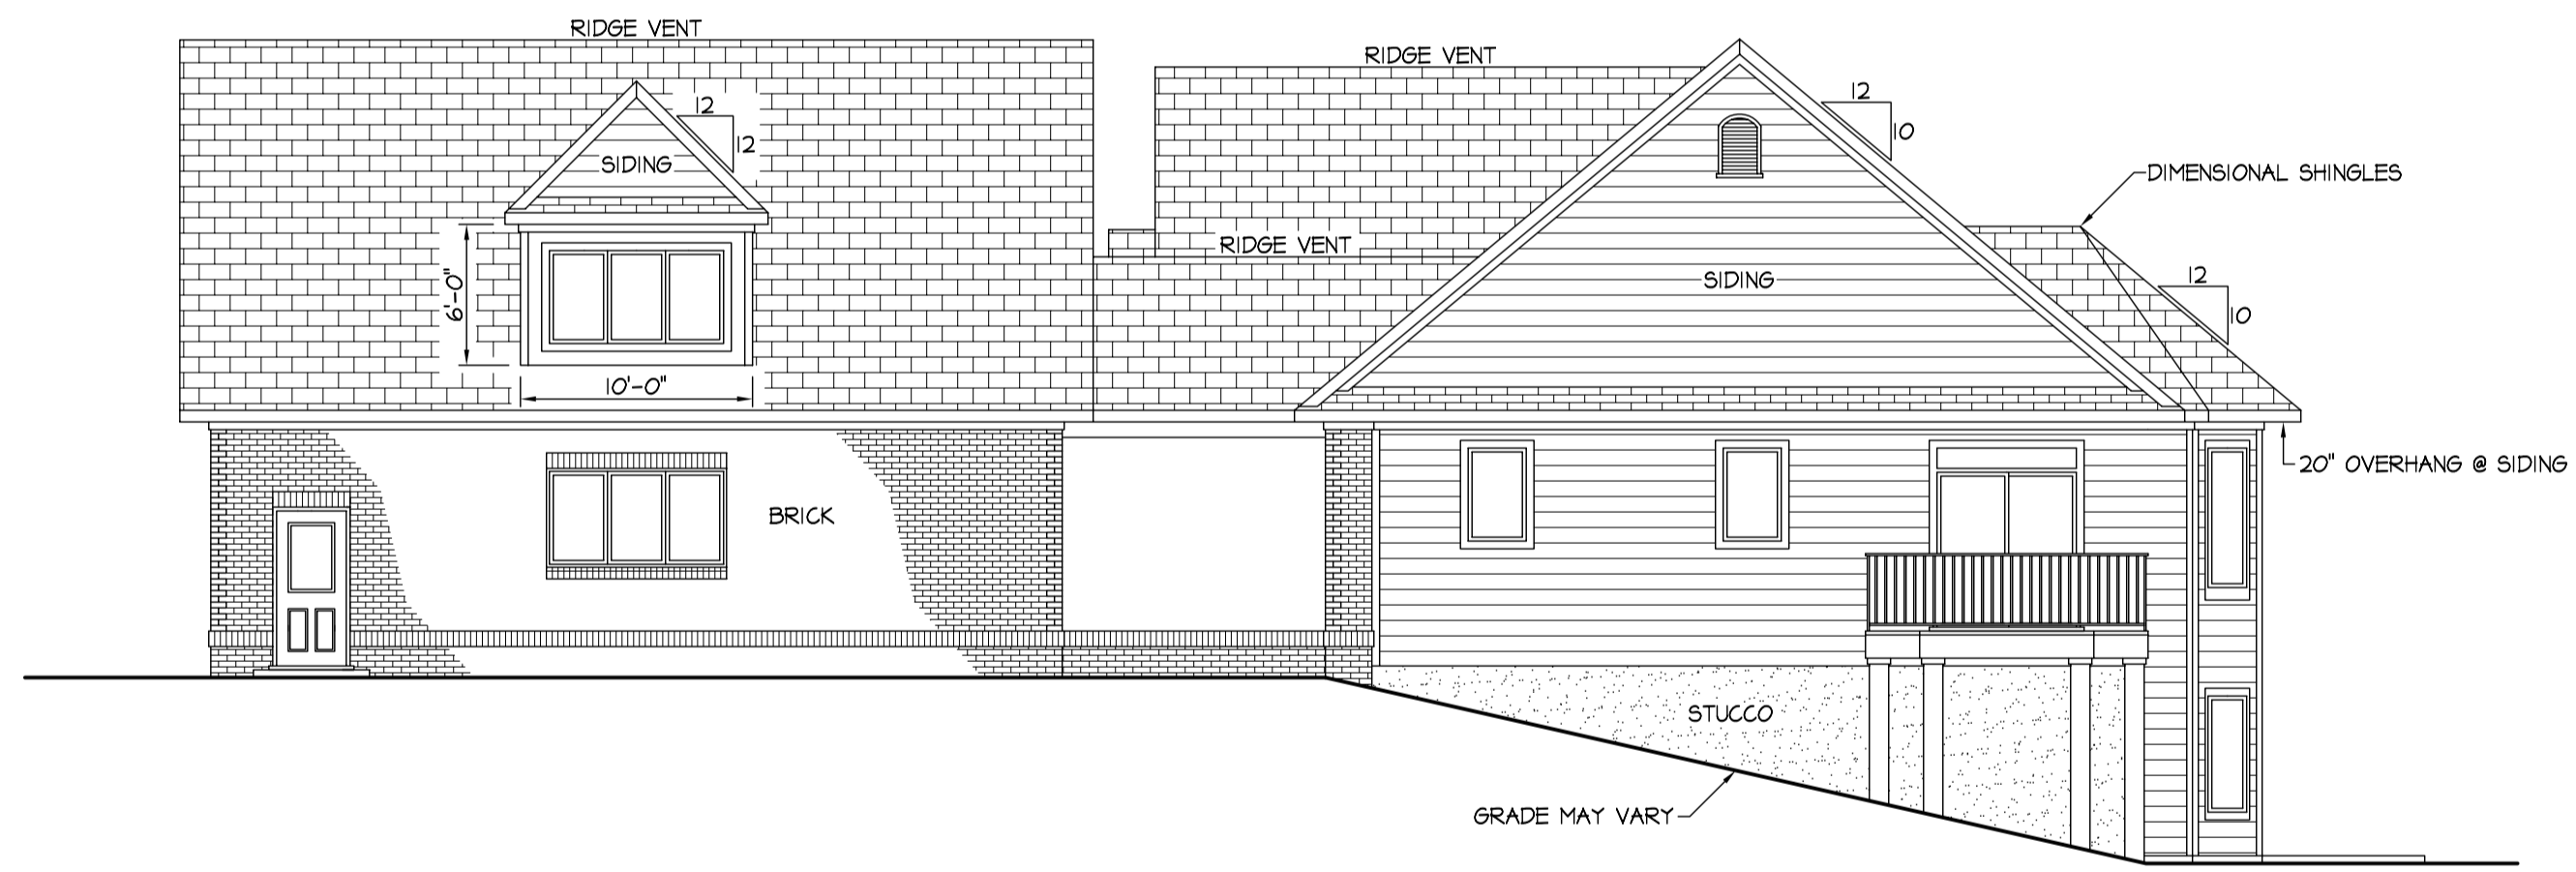 RIDGE VENT
RIDGE VENT
12
12
SIDING
12
10
DIMENSIONAL SHINGLES
RIDGE VENT
SIDING
6'-0"
12
10
10'-0"
20" OVERHANG @ SIDING
BRICK
STUCCO
GRADE MAY VARY